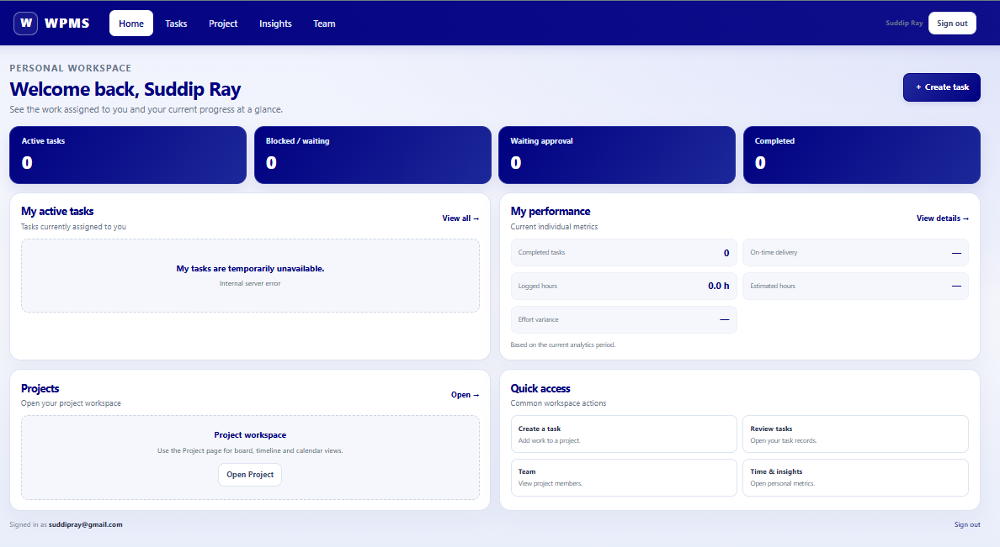 W WPMS Home Tasks Project Insights Team Suddip Ray Sign out
PERSONAL WORKSPACE
Welcome back, Suddip Ray
+ Create task
See the work assigned to you and your current progress at a glance.
Active tasks
0
Blocked / waiting
0
Waiting approval
0
Completed
0
My active tasks
View all →
Tasks currently assigned to you
My tasks are temporarily unavailable.
Internal server error
My performance
View details →
Current individual metrics
Completed tasks 0
On-time delivery —
Logged hours 0.0 h
Estimated hours —
Effort variance —
Based on the current analytics period.
Projects
Open →
Open your project workspace
Project workspace
Use the Project page for board, timeline and calendar views.
Open Project
Quick access
Common workspace actions
Create a task
Add work to a project.
Review tasks
Open your task records.
Team
View project members.
Time & insights
Open personal metrics.
Signed in as suddipray@gmail.com
Sign out